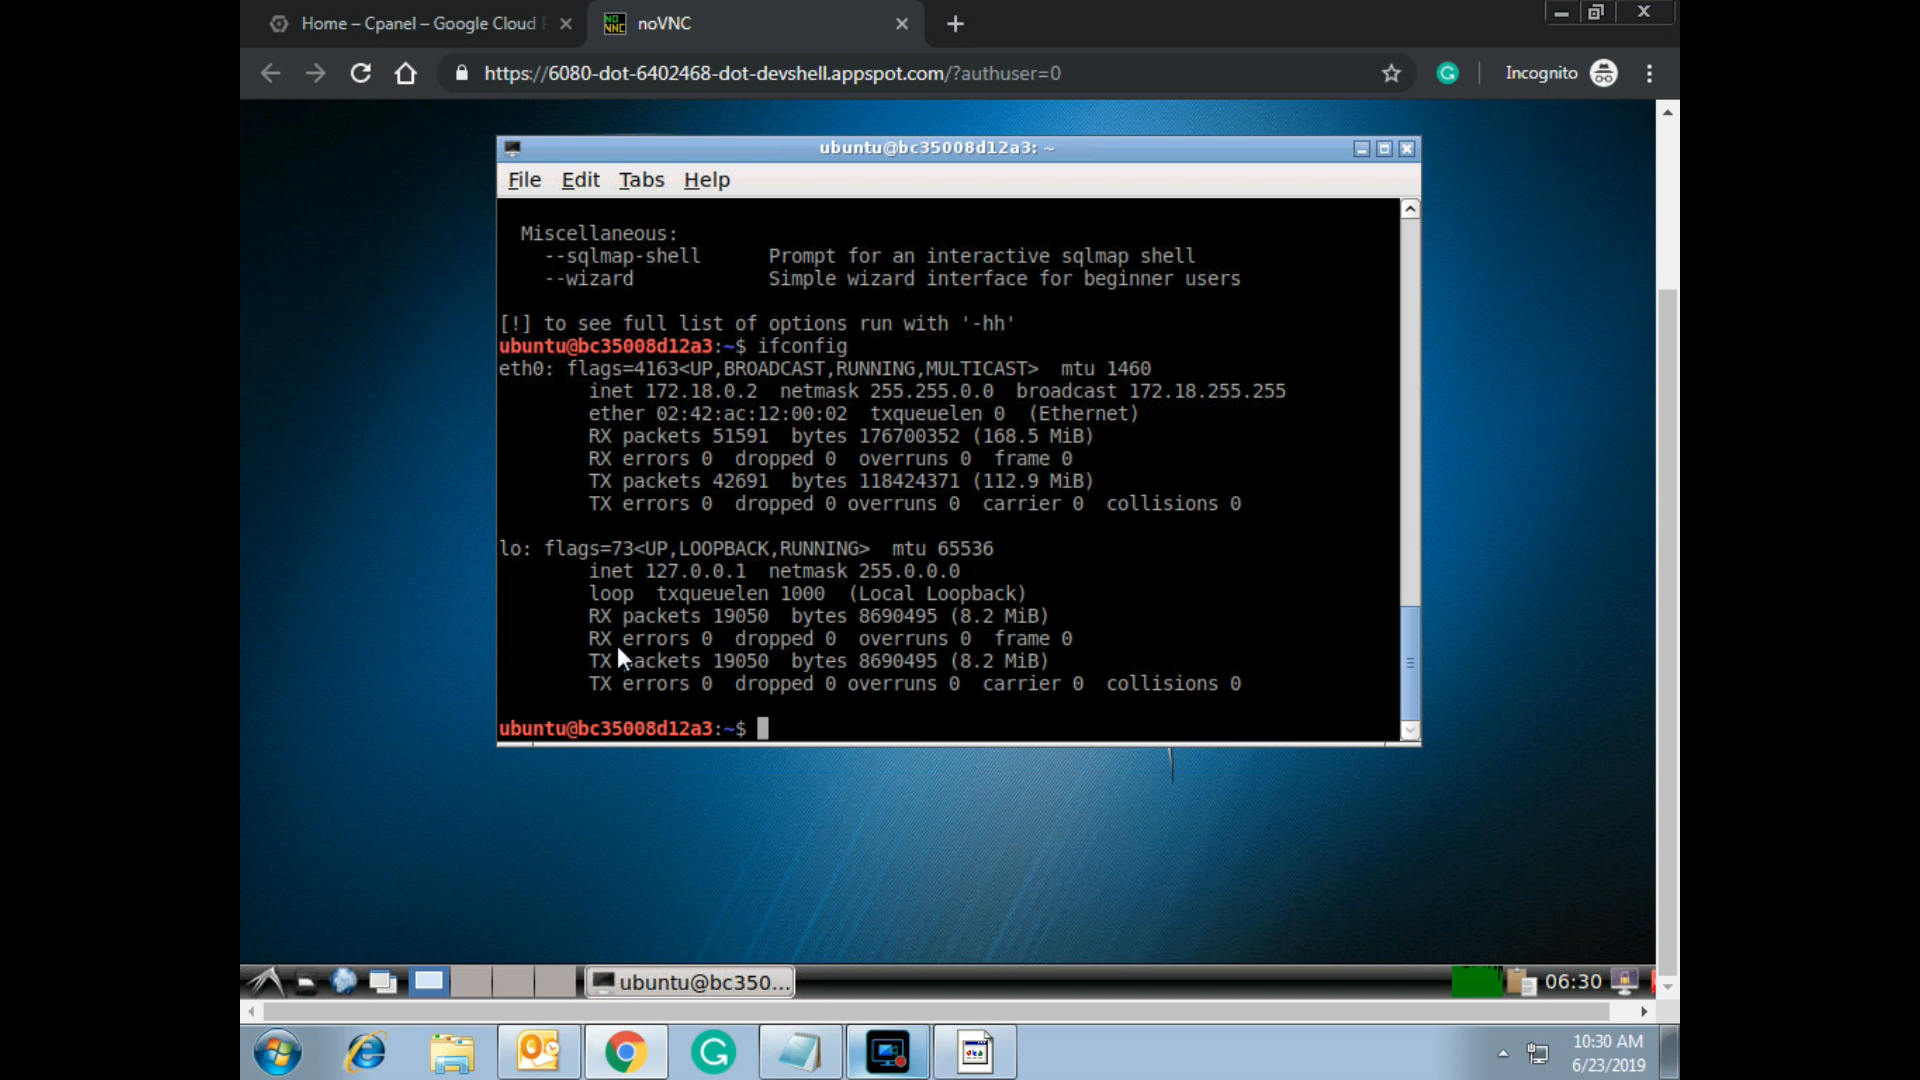 Home – Cpanel – Google Cloud
noVNC
https://6080-dot-6402468-dot-devshell.appspot.com/?authuser=0
Incognito
ubuntu@bc35008d12a3: ~
File Edit Tabs Help
Miscellaneous:
--sqlmap-shell Prompt for an interactive sqlmap shell
--wizard Simple wizard interface for beginner users
[!] to see full list of options run with '-hh'
ubuntu@bc35008d12a3:~$ ifconfig
eth0: flags=4163<UP,BROADCAST,RUNNING,MULTICAST> mtu 1460
inet 172.18.0.2 netmask 255.255.0.0 broadcast 172.18.255.255
ether 02:42:ac:12:00:02 txqueuelen 0 (Ethernet)
RX packets 51591 bytes 176700352 (168.5 MiB)
RX errors 0 dropped 0 overruns 0 frame 0
TX packets 42691 bytes 118424371 (112.9 MiB)
TX errors 0 dropped 0 overruns 0 carrier 0 collisions 0
lo: flags=73<UP,LOOPBACK,RUNNING> mtu 65536
inet 127.0.0.1 netmask 255.0.0.0
loop txqueuelen 1000 (Local Loopback)
RX packets 19050 bytes 8690495 (8.2 MiB)
RX errors 0 dropped 0 overruns 0 frame 0
TX packets 19050 bytes 8690495 (8.2 MiB)
TX errors 0 dropped 0 overruns 0 carrier 0 collisions 0
ubuntu@bc35008d12a3:~$
ubuntu@bc350...
06:30
10:30 AM
6/23/2019